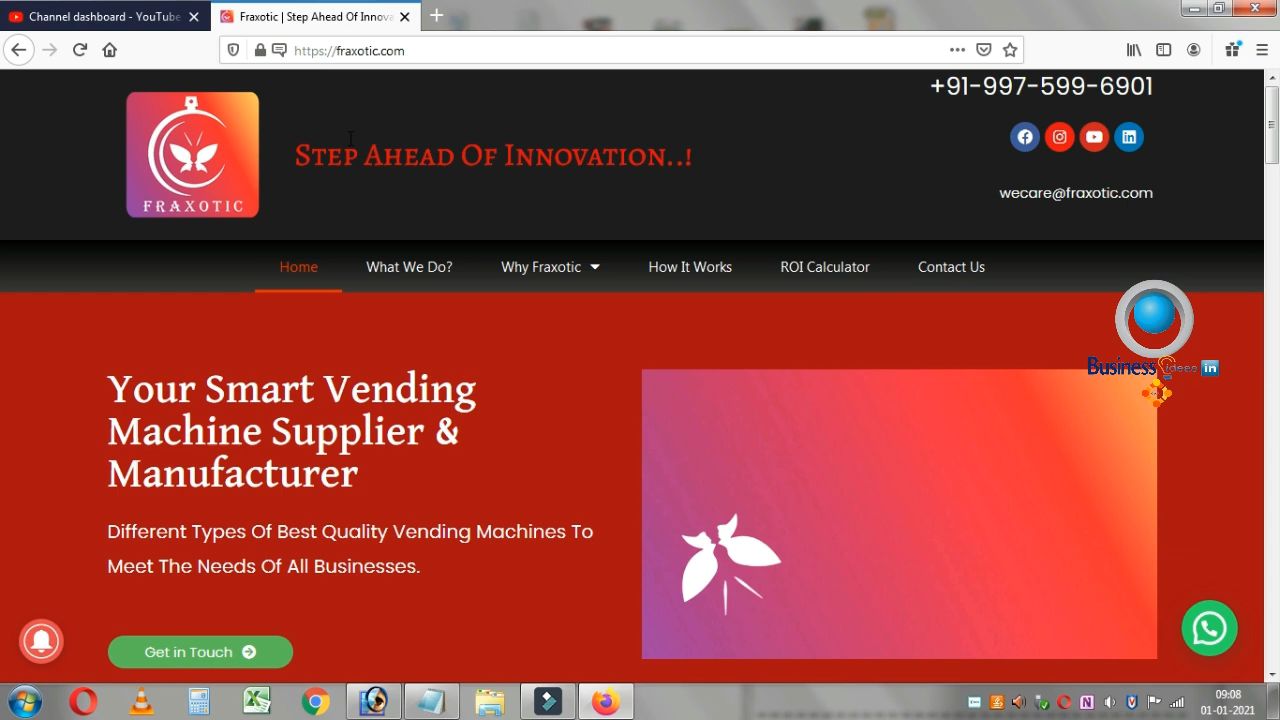 Channel dashboard - YouTube
Fraxotic | Step Ahead Of Innova
https://fraxotic.com
+91-997-599-6901
FRAXOTIC
Step Ahead Of Innovation..!
wecare@fraxotic.com
Home
What We Do?
Why Fraxotic
How It Works
ROI Calculator
Contact Us
Business ideas in
Your Smart Vending
Machine Supplier &
Manufacturer
Different Types Of Best Quality Vending Machines To
Meet The Needs Of All Businesses.
Get in Touch
09:08
01-01-2021